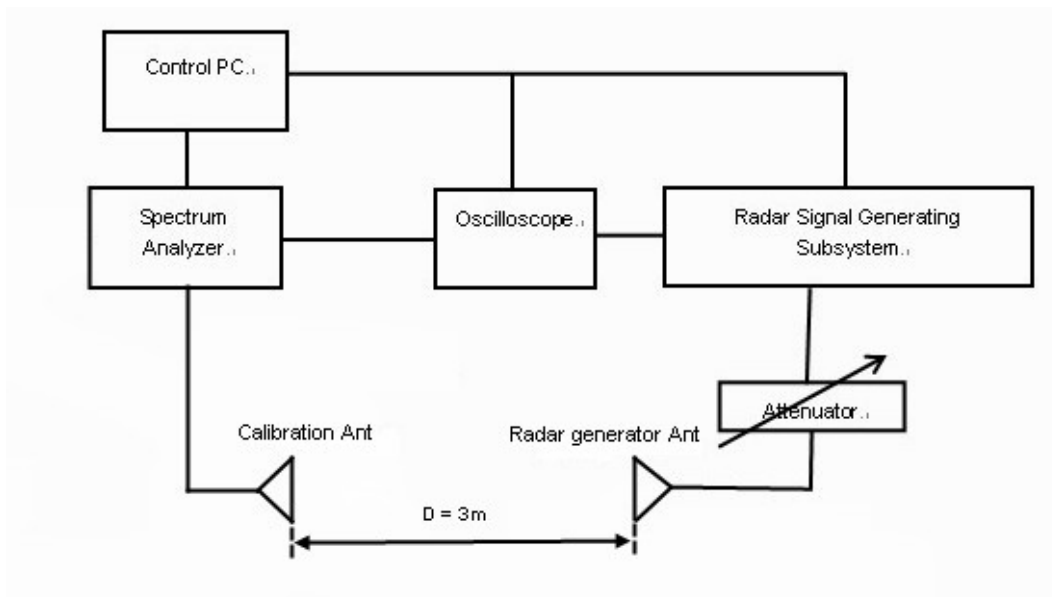 Control PC
Spectrum
Analyzer
Oscilloscope
Radar Signal Generating
Subsystem
Attenuator
Calibration Ant
Radar generator Ant
D = 3m